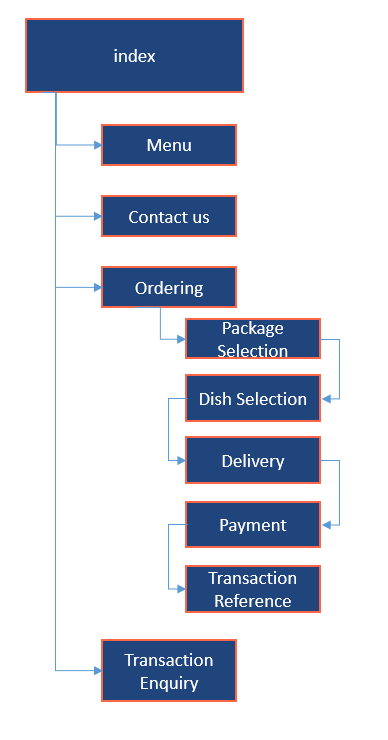 index
Menu
Contact us
Ordering
Package
Selection
Dish Selection
Delivery
Payment
Transaction
Reference
Transaction
Enquiry